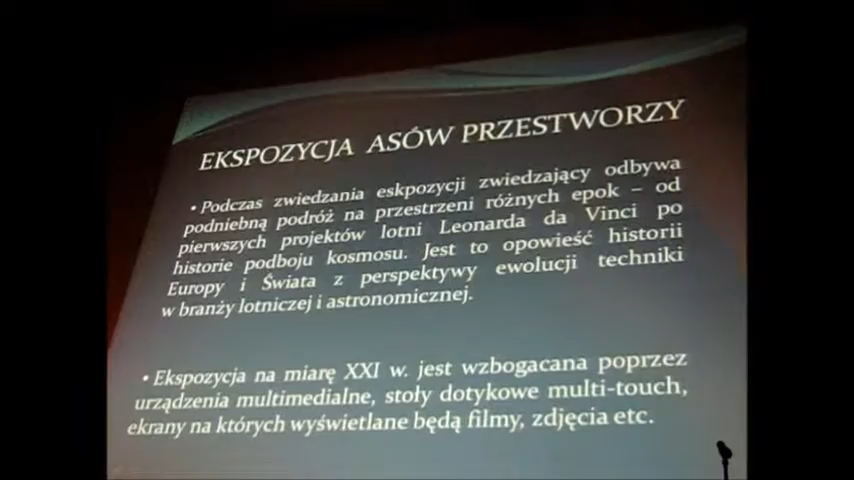 EKSPOZYCJA ASÓW PRZESTWORZY
• Podczas zwiedzania eskpozycji zwiedzający odbywa
podniebną podróż na przestrzeni różnych epok – od
pierwszych projektów lotni Leonarda da Vinci po
historie podboju kosmosu. Jest to opowieść historii
Europy i Świata z perspektywy ewolucji techniki
w branży lotniczej i astronomicznej.
• Ekspozycja na miarę XXI w. jest wzbogacana poprzez
urządzenia multimedialne, stoły dotykowe multi-touch,
ekrany na których wyświetlane będą filmy, zdjęcia etc.